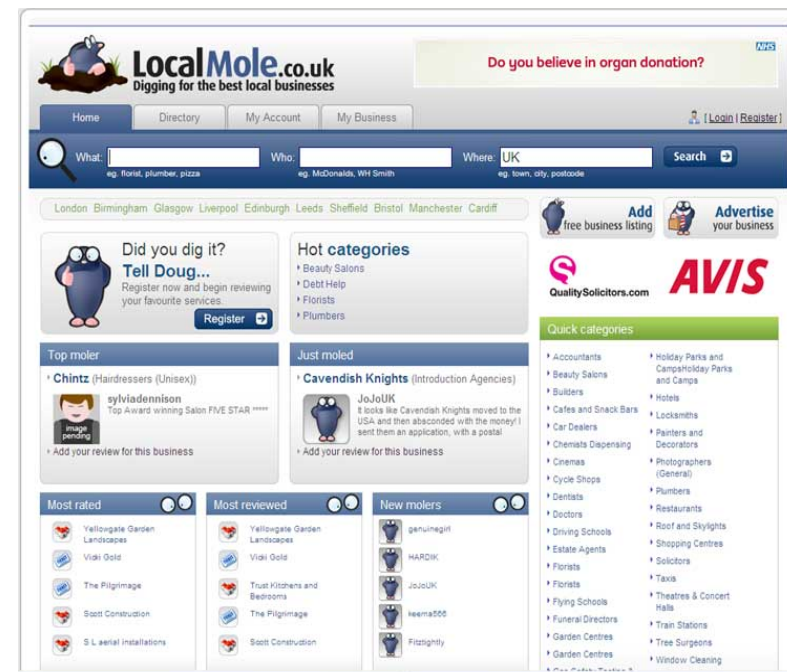 LocalMole.co.uk
Digging for the best local businesses
NHS
Do you believe in organ donation?
Home
Directory
My Account
My Business
[ Login | Register ]
What:
eg. florist, plumber, pizza
Who:
eg. McDonalds, WH Smith
Where: UK
eg. town, city, postcode
Search
London Birmingham Glasgow Liverpool Edinburgh Leeds Sheffield Bristol Manchester Cardiff
Add
free business listing
Advertise
your business
Did you dig it?
Tell Doug...
Register now and begin reviewing
your favourite services.
Register
Hot categories
Beauty Salons
Debt Help
Florists
Plumbers
QualitySolicitors.com
AVIS
Top moler
Chintz (Hairdressers (Unisex))
sylviadennison
Top Award winning Salon FIVE STAR *****
image
pending
Add your review for this business
Just moled
Cavendish Knights (Introduction Agencies)
JoJoUK
It looks like Cavendish Knights moved to the
USA and then absconded with the money! I
sent them an application, with a postal
Add your review for this business
Most rated
Yellowgate Garden
Landscapes
Vidi Gold
The Pilgrimage
Scott Construction
S L aerial installations
Most reviewed
Yellowgate Garden
Landscapes
Vidi Gold
Trust Kitchens and
Bedrooms
The Pilgrimage
Scott Construction
New molers
genuinegirl
HARDIK
JoJoUK
keema566
Fitztightly
Quick categories
Accountants
Beauty Salons
Builders
Cafes and Snack Bars
Car Dealers
Chemists Dispensing
Cinemas
Cycle Shops
Dentists
Doctors
Driving Schools
Estate Agents
Florists
Florists
Flying Schools
Funeral Directors
Garden Centres
Garden Centres
Holiday Parks and
CampsHoliday Parks
and Camps
Hotels
Locksmiths
Painters and
Decorators
Photographers
(General)
Plumbers
Restaurants
Roof and Skylights
Shopping Centres
Solicitors
Taxis
Theatres & Concert
Halls
Train Stations
Tree Surgeons
Window Cleaning